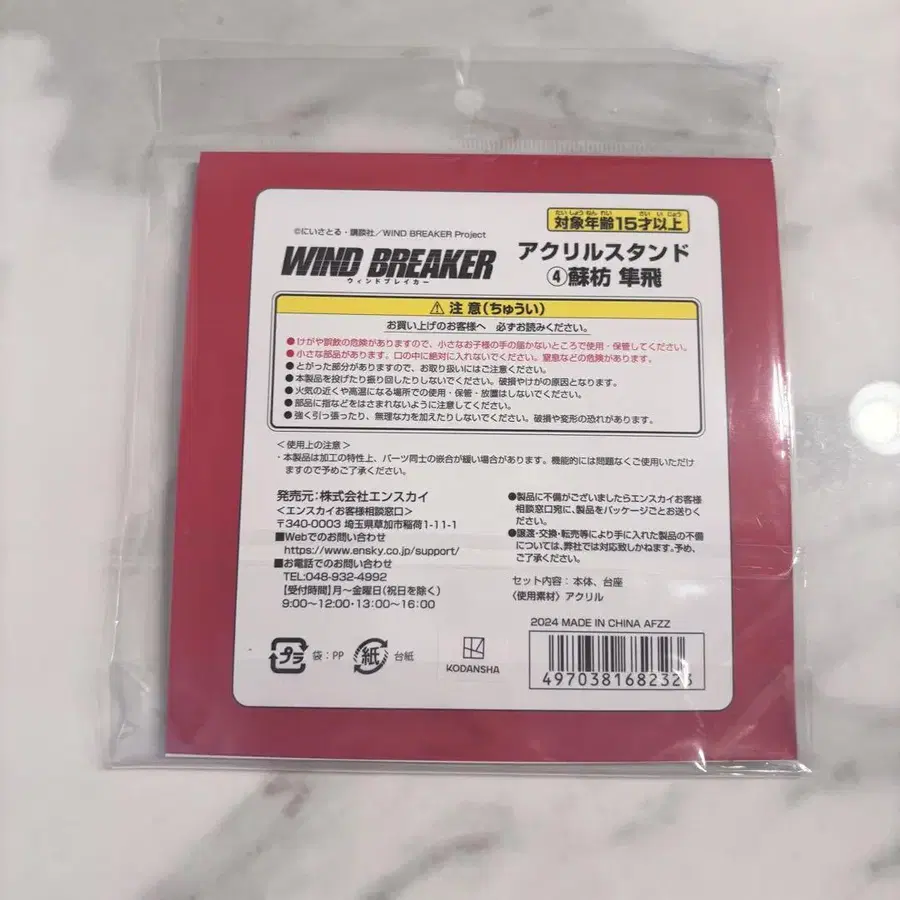 ©にいさとる・講談社/WIND BREAKER Project
WIND BREAKER
ウィンドブレイカー
たいしょうねんれい さいいじょう
対象年齢15才以上
アクリルスタンド
④蘇枋 隼飛
⚠注意(ちゅうい)
お買い上げのお客様へ 必ずお読みください。
●けがや誤飲の危険がありますので、小さなお子様の手の届かないところで使用・保管してください。
●小さな部品があります。口の中に絶対に入れないでください。窒息などの危険があります。
●とがった部分がありますので、お取り扱いにはご注意ください。
●本製品を投げたり振り回したりしないでください。破損やけがの原因となります。
●火気の近くや高温になる場所での使用・保管・放置はしないでください。
●部品に指などをはさまれないように注意してください。
●強く引っ張ったり、無理な力を加えたりしないでください。破損や変形の恐れがあります。
<使用上の注意>
・本製品は加工の特性上、パーツ同士の嵌合が緩い場合があります。機能的には問題なくご使用いただけ
ますので予めご了承ください。
発売元:株式会社エンスカイ
<エンスカイお客様相談窓口>
〒340-0003 埼玉県草加市稲荷1-11-1
■Webでのお問い合わせ
https://www.ensky.co.jp/support/
■お電話でのお問い合わせ
TEL:048-932-4992
【受付時間】月~金曜日(祝日を除く)
9:00~12:00・13:00~16:00
●製品に不備がございましたらエンスカイお客様
相談窓口宛に、製品をパッケージごとお送りく
ださい。
●譲渡・交換・転売等により手に入れた製品の不備
については、弊社では対応致しかねます。予め、
ご了承ください。
セット内容:本体、台座
〈使用素材〉アクリル
2024 MADE IN CHINA AFZZ
プラ
袋:PP
紙
台紙
KODANSHA
4970381682323